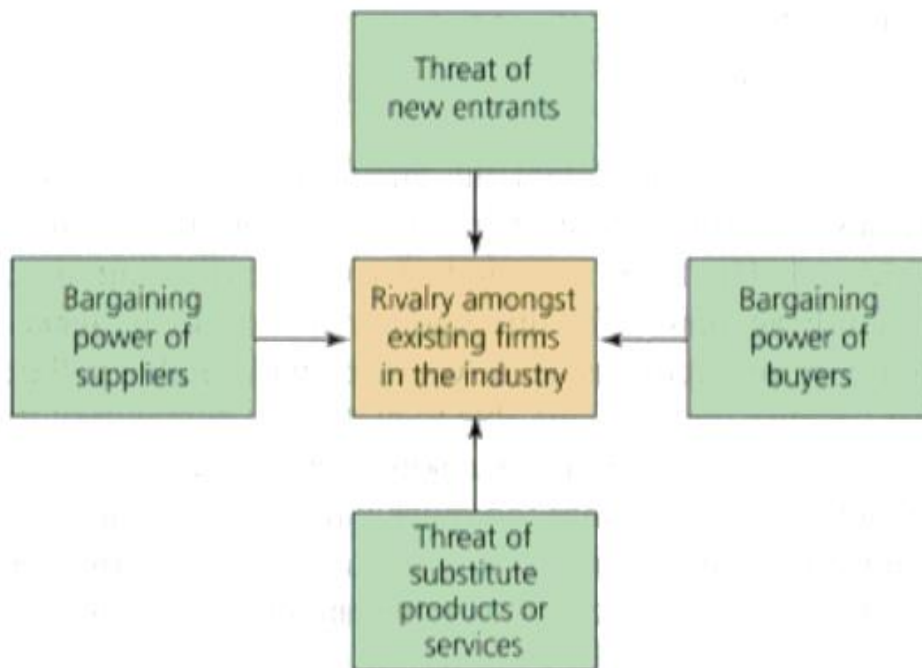 Threat of
new entrants
Bargaining
power of
suppliers
Rivalry amongst
existing firms
in the industry
Bargaining
power of
buyers
Threat of
substitute
products or
services